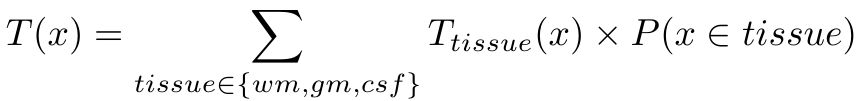 T(x) = \sum_{tissue \in \{wm,gm,csf\}} T_{tissue}(x) \times P(x \in tissue)